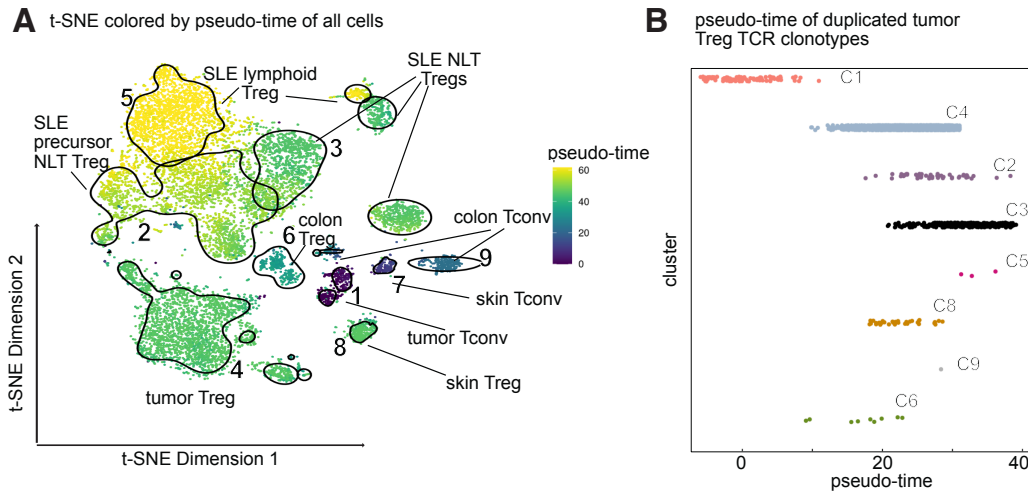 A t-SNE colored by pseudo-time of all cells
SLE lymphoid
Treg
SLE NLT
Tregs
5
SLE
precursor
NLT Treg
3
pseudo-time
60
40
20
0
2
colon Tconv
6
colon
Treg
9
1
7
skin Tconv
tumor Tconv
8
skin Treg
4
tumor Treg
t-SNE Dimension 2
t-SNE Dimension 1
B pseudo-time of duplicated tumor
Treg TCR clonotypes
C1
C4
C2
C3
C5
C8
C9
C6
cluster
0 20 40
pseudo-time